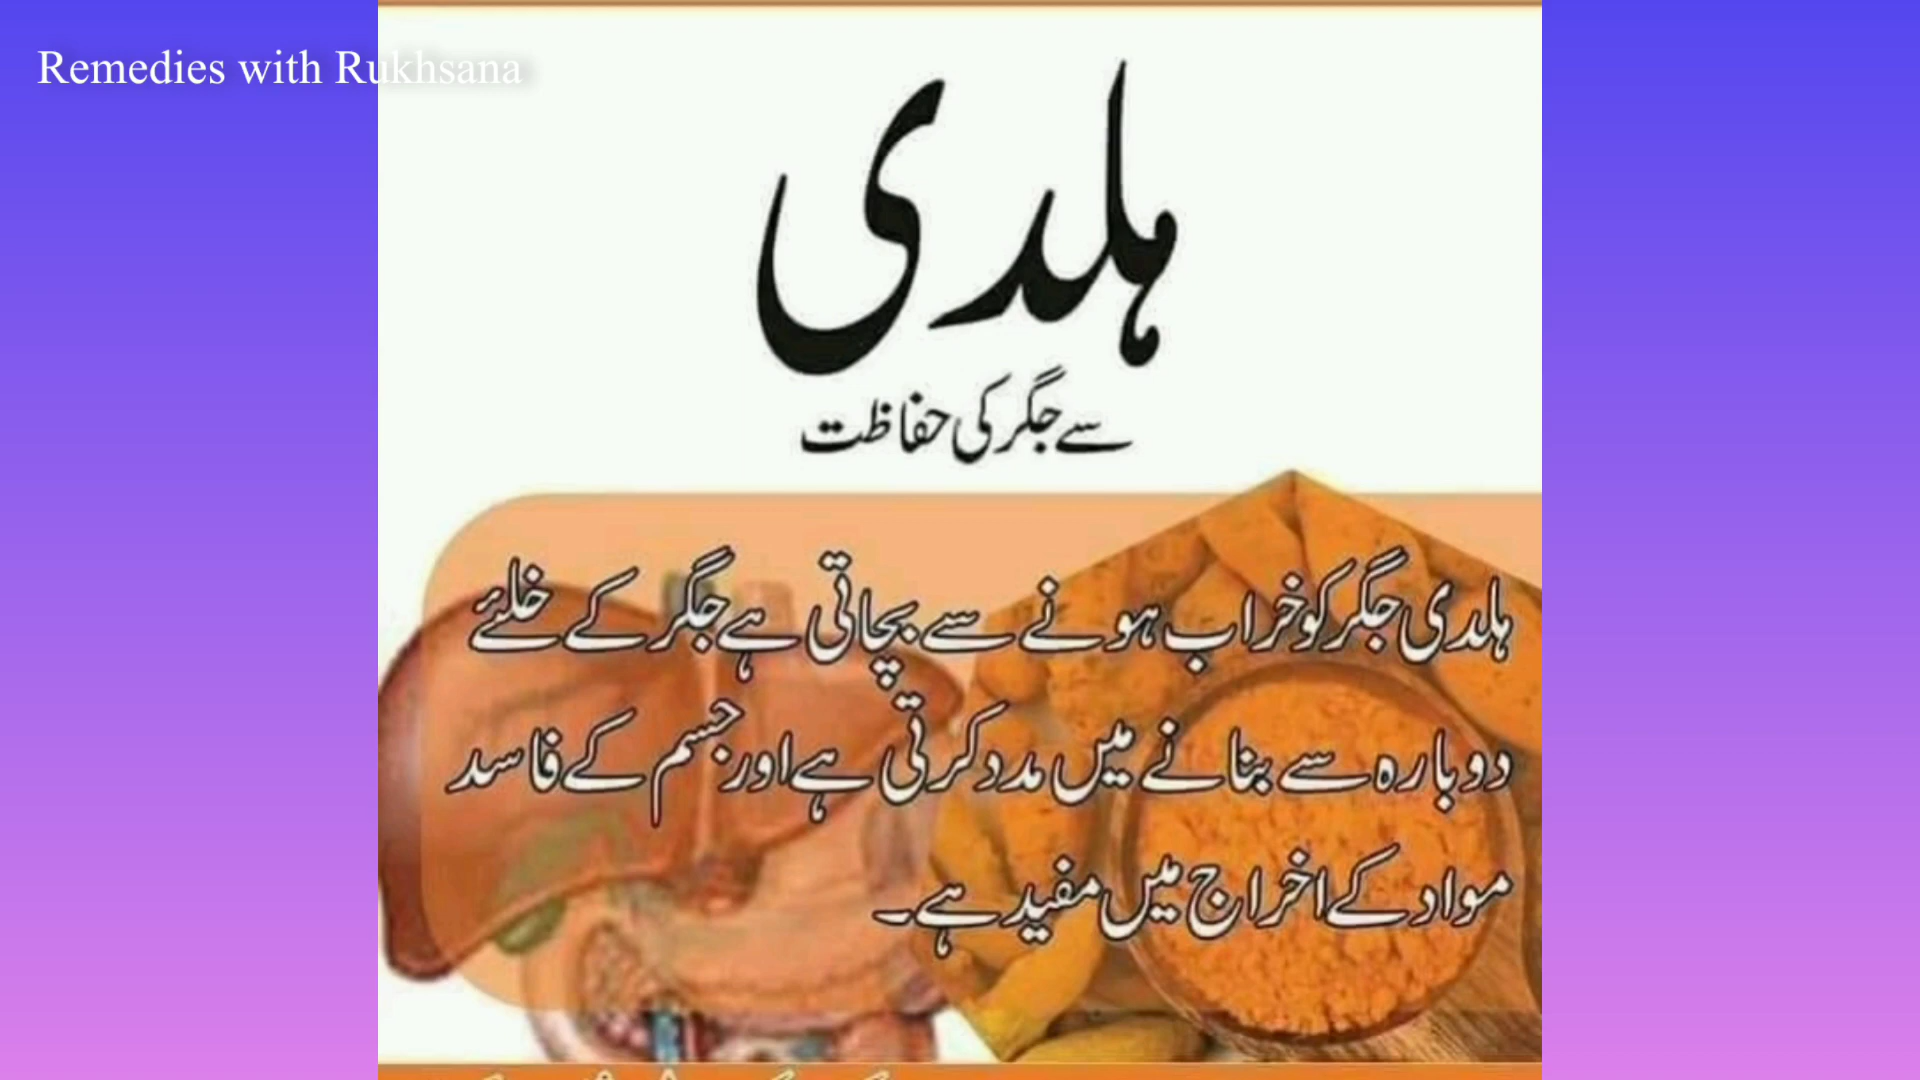 Remedies with Rukhsana
ہلدی
سے جگر کی حفاظت
ہلدی جگر کو خراب ہونے سے بچاتی ہے جگر کے خلئے
دوبارہ سے بنانے میں مدد کرتی ہے اور جسم کے فاسد
مواد کے اخراج میں مفید ہے۔